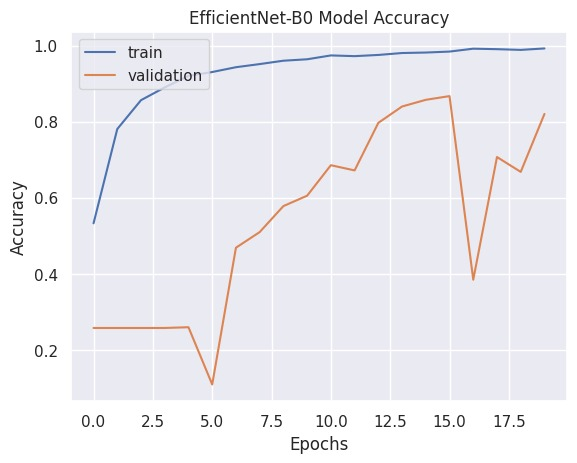 EfficientNet-B0 Model Accuracy
train
validation
1.0
0.8
0.6
0.4
0.2
Accuracy
0.0 2.5 5.0 7.5 10.0 12.5 15.0 17.5
Epochs